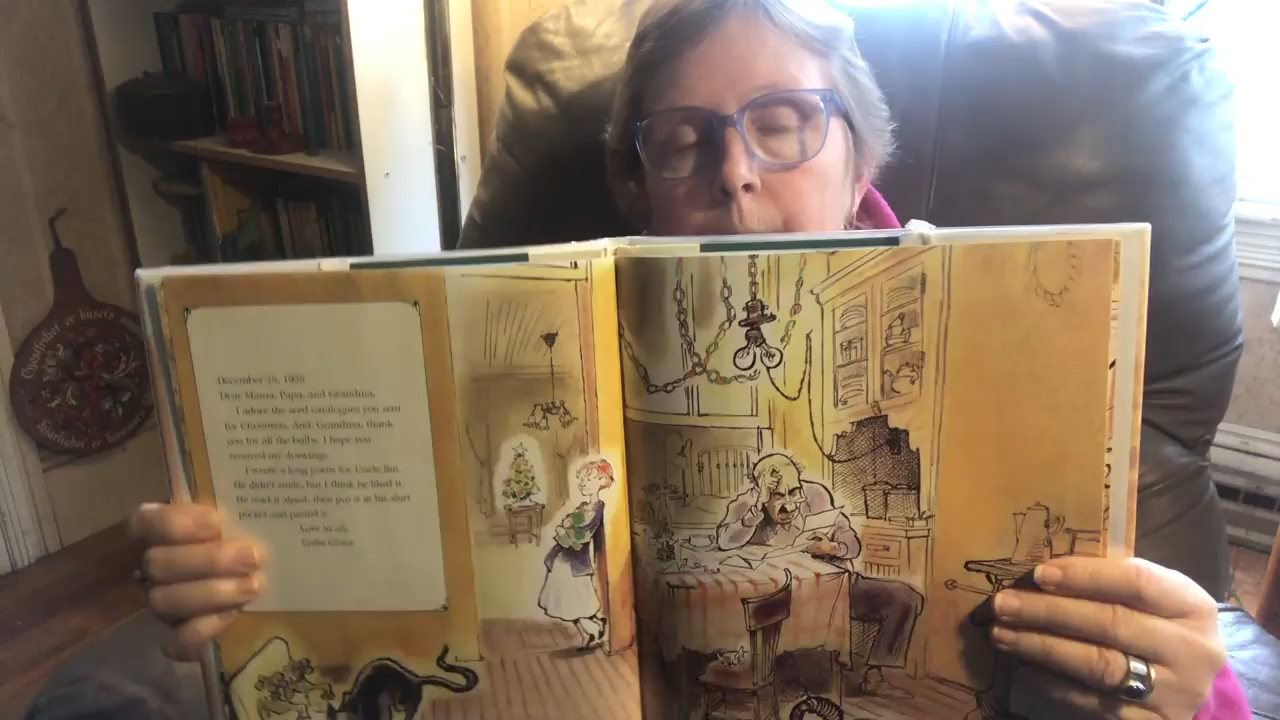 December 25, 1935
Dear Mama, Papa, and Grandma,
I adore the seed catalogues you sent
for Christmas. And, Grandma, thank
you for all the bulbs. I hope you
received my drawings.
I wrote a long poem for Uncle Jim.
He didn't smile, but I think he liked it.
He read it aloud, then put it in his shirt
pocket and patted it.
Love to all,
Lydia Grace